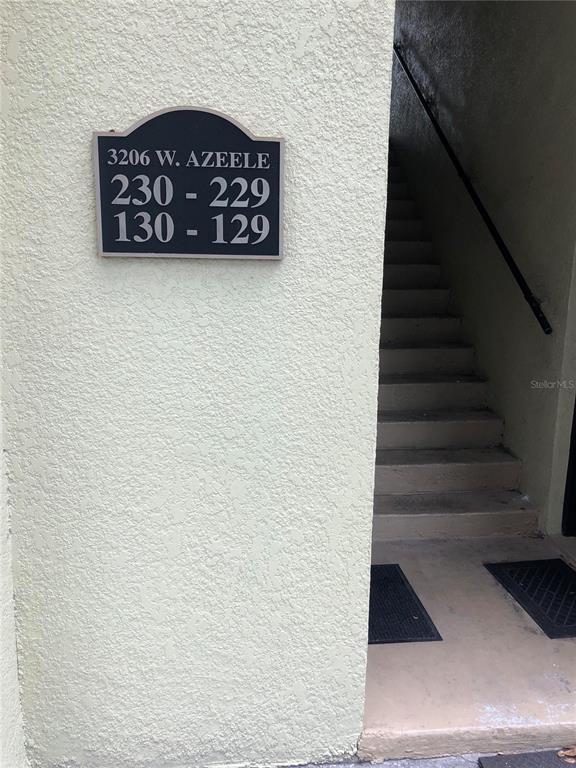 3206 W. AZEELE
230 - 229
130 - 129
StellarMLS